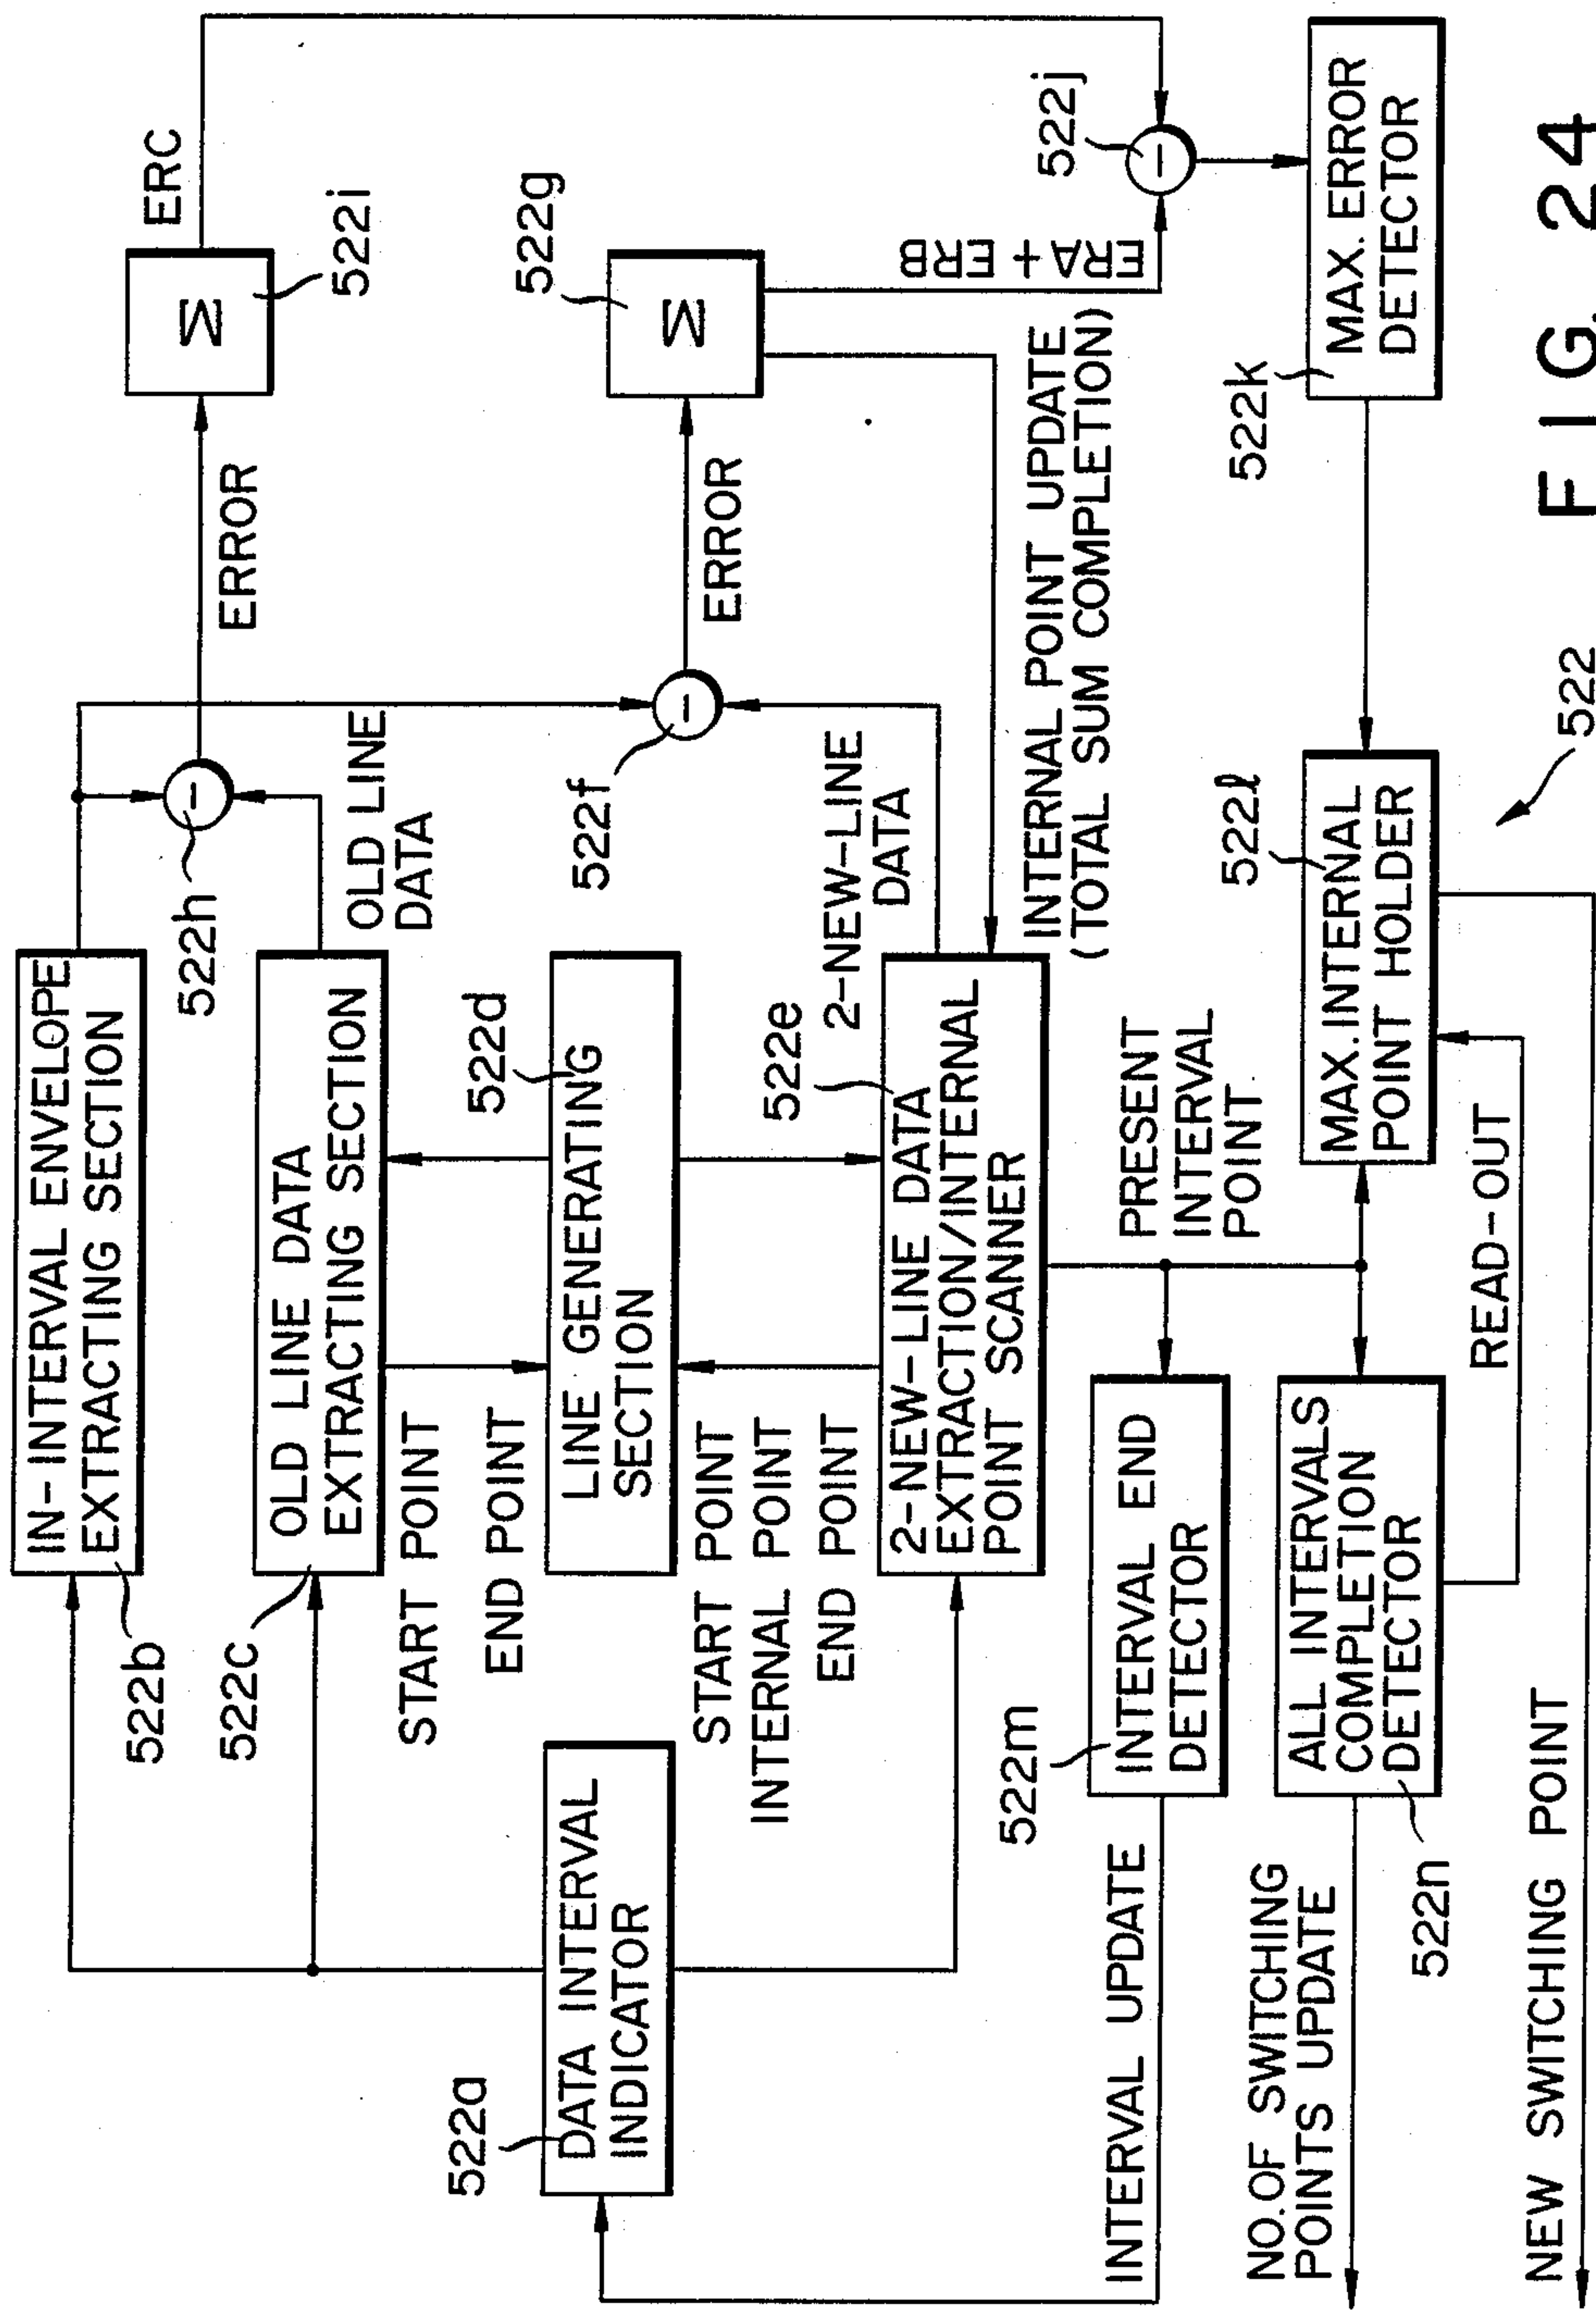 522a
DATA INTERVAL
INDICATOR
522b
IN-INTERVAL ENVELOPE
EXTRACTING SECTION
522c
OLD LINE DATA
EXTRACTING SECTION
START POINT
END POINT
522d
LINE GENERATING
SECTION
START POINT
INTERNAL POINT
END POINT
522e
2-NEW-LINE DATA
EXTRACTION/INTERNAL
POINT SCANNER
522h
−
OLD LINE
DATA
522f
−
2-NEW-LINE
DATA
ERROR
ERROR
Σ
522i
ERC
Σ
522g
ERA + ERB
INTERNAL POINT UPDATE
(TOTAL SUM COMPLETION)
522j
−
MAX. ERROR
DETECTOR
522k
PRESENT
INTERVAL
POINT
522ℓ
MAX. INTERNAL
POINT HOLDER
READ-OUT
522m
INTERVAL END
DETECTOR
INTERVAL UPDATE
ALL INTERVALS
COMPLETION
DETECTOR
522n
NO. OF SWITCHING
POINTS UPDATE
NEW SWITCHING POINT
522
FIG. 24